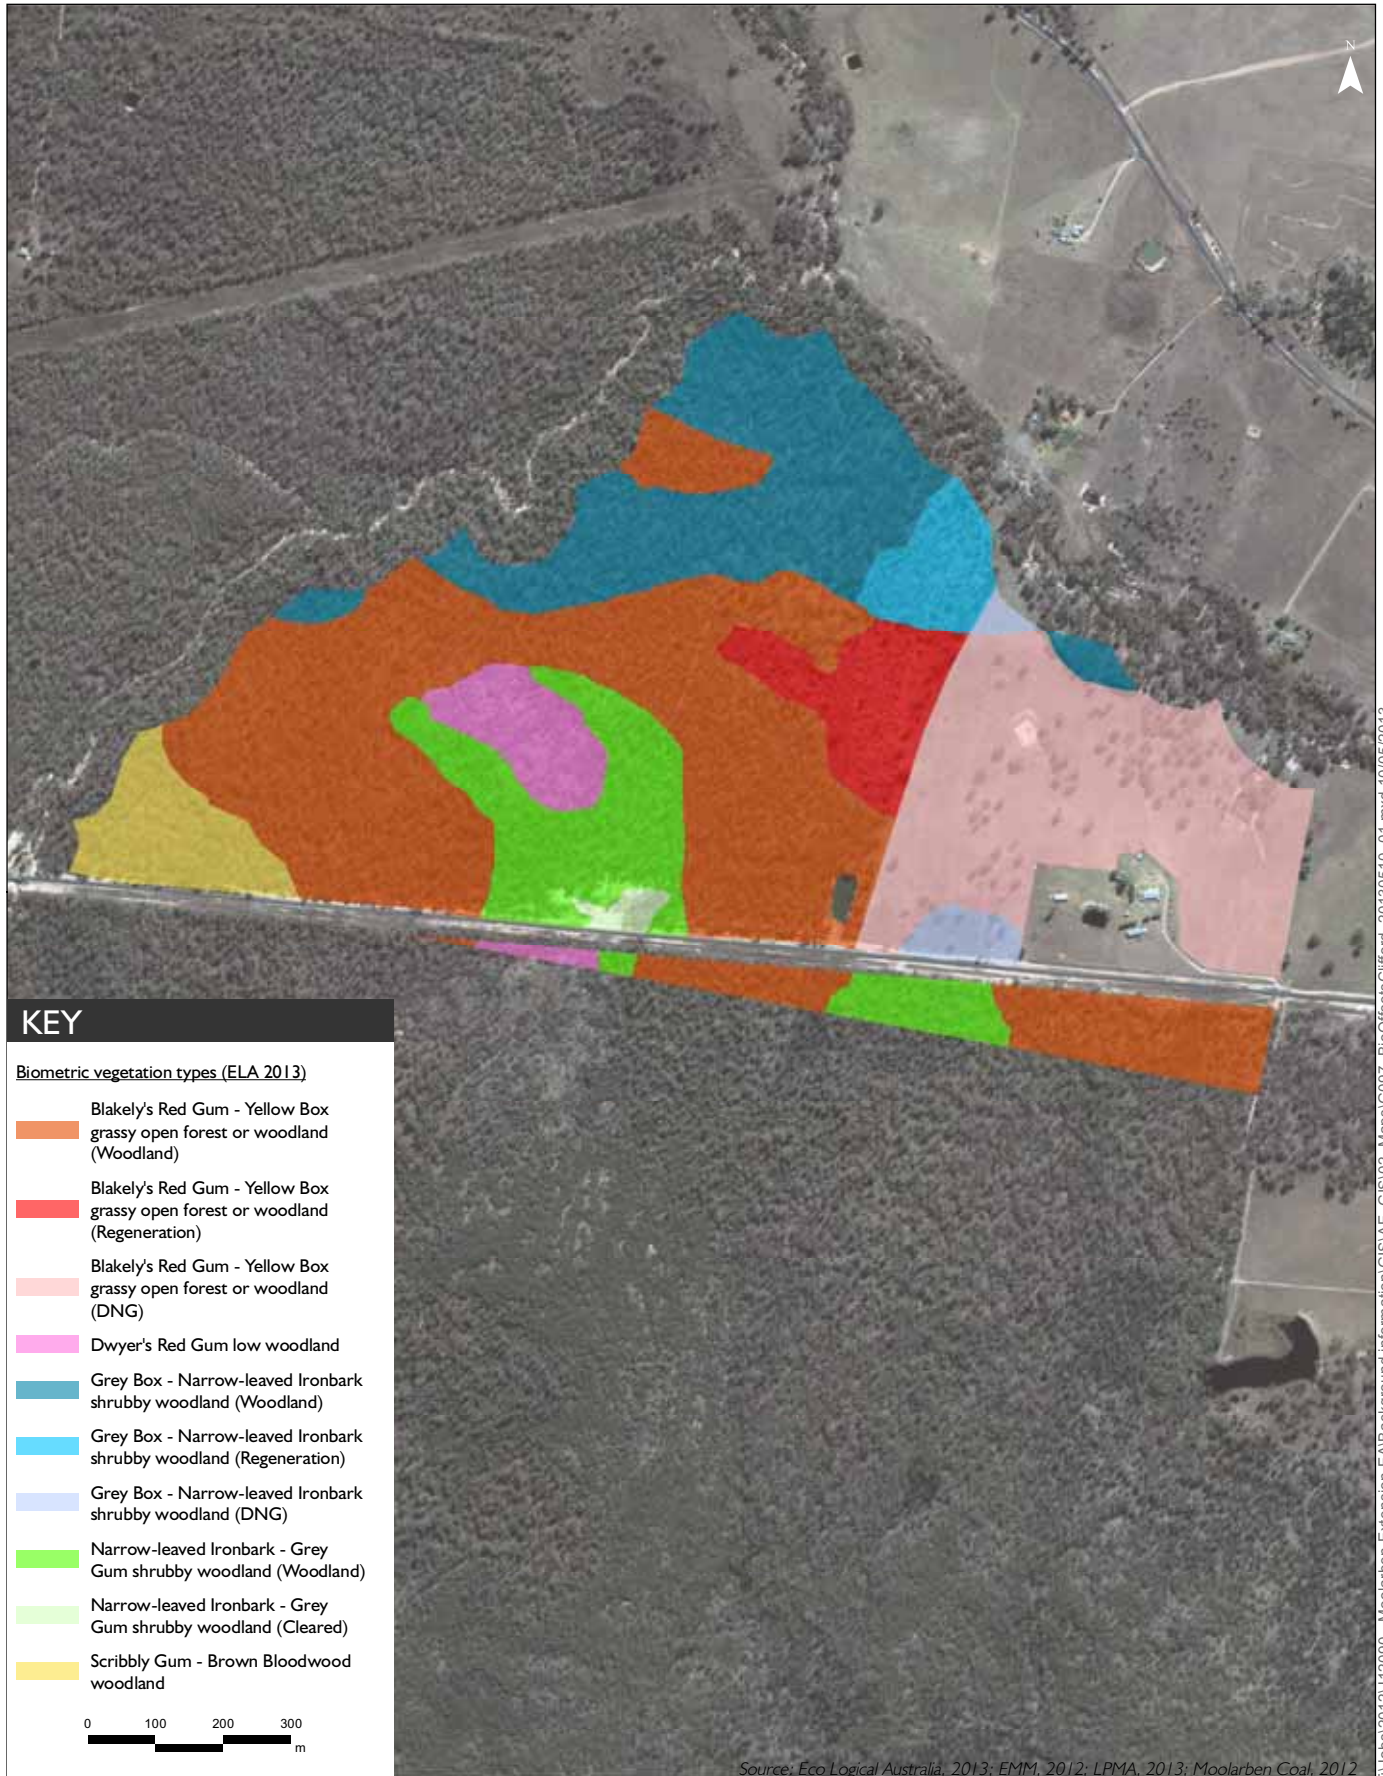 N
KEY
Biometric vegetation types (ELA 2013)
Blakely's Red Gum - Yellow Box
grassy open forest or woodland
(Woodland)
Blakely's Red Gum - Yellow Box
grassy open forest or woodland
(Regeneration)
Blakely's Red Gum - Yellow Box
grassy open forest or woodland
(DNG)
Dwyer's Red Gum low woodland
Grey Box - Narrow-leaved Ironbark
shrubby woodland (Woodland)
Grey Box - Narrow-leaved Ironbark
shrubby woodland (Regeneration)
Grey Box - Narrow-leaved Ironbark
shrubby woodland (DNG)
Narrow-leaved Ironbark - Grey
Gum shrubby woodland (Woodland)
Narrow-leaved Ironbark - Grey
Gum shrubby woodland (Cleared)
Scribbly Gum - Brown Bloodwood
woodland
0 100 200 300
m
Source: Eco Logical Australia, 2013; EMM, 2012; LPMA, 2013; Moolarben Coal, 2012